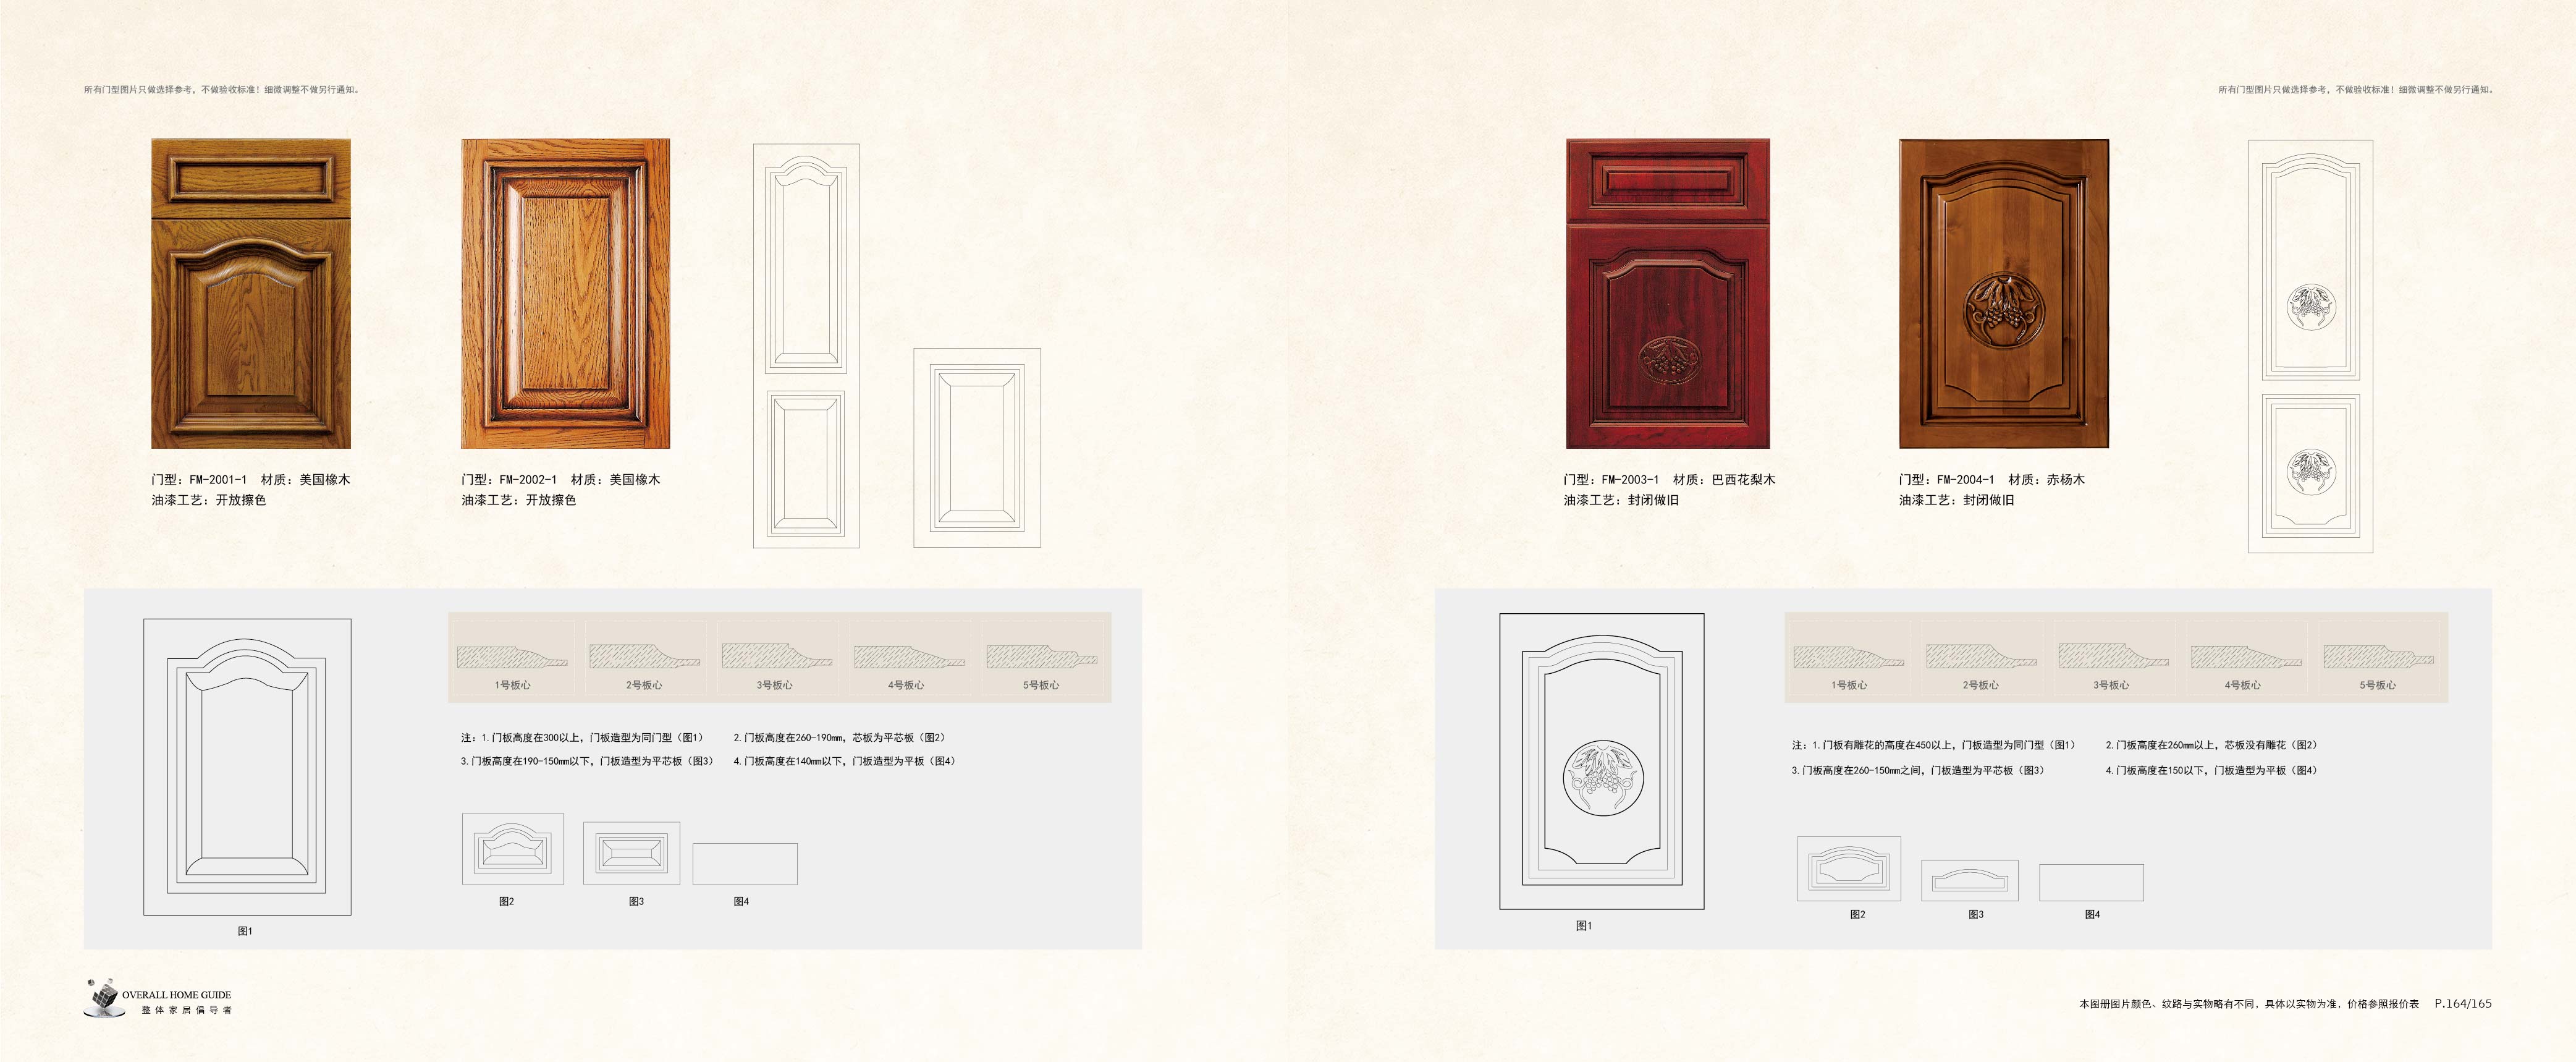 所有门型图片只做选择参考，不做验收标准！细微调整不做另行通知。
门型：FM-2001-1 材质：美国橡木
油漆工艺：开放擦色
门型：FM-2002-1 材质：美国橡木
油漆工艺：开放擦色
1号板心
2号板心
3号板心
4号板心
5号板心
注：1.门板高度在300以上，门板造型为同门型（图1） 2.门板高度在260-190mm，芯板为平芯板（图2）
3.门板高度在190-150mm以下，门板造型为平芯板（图3） 4.门板高度在140mm以下，门板造型为平板（图4）
图1
图2
图3
图4
OVERALL HOME GUIDE
整体家居倡导者
所有门型图片只做选择参考，不做验收标准！细微调整不做另行通知。
门型：FM-2003-1 材质：巴西花梨木
油漆工艺：封闭做旧
门型：FM-2004-1 材质：赤杨木
油漆工艺：封闭做旧
1号板心
2号板心
3号板心
4号板心
5号板心
注：1.门板有雕花的高度在450以上，门板造型为同门型（图1） 2.门板高度在260mm以上，芯板没有雕花（图2）
3.门板高度在260-150mm之间，门板造型为平芯板（图3） 4.门板高度在150以下，门板造型为平板（图4）
图1
图2
图3
图4
本图册图片颜色、纹路与实物略有不同，具体以实物为准，价格参照报价表 P.164/165